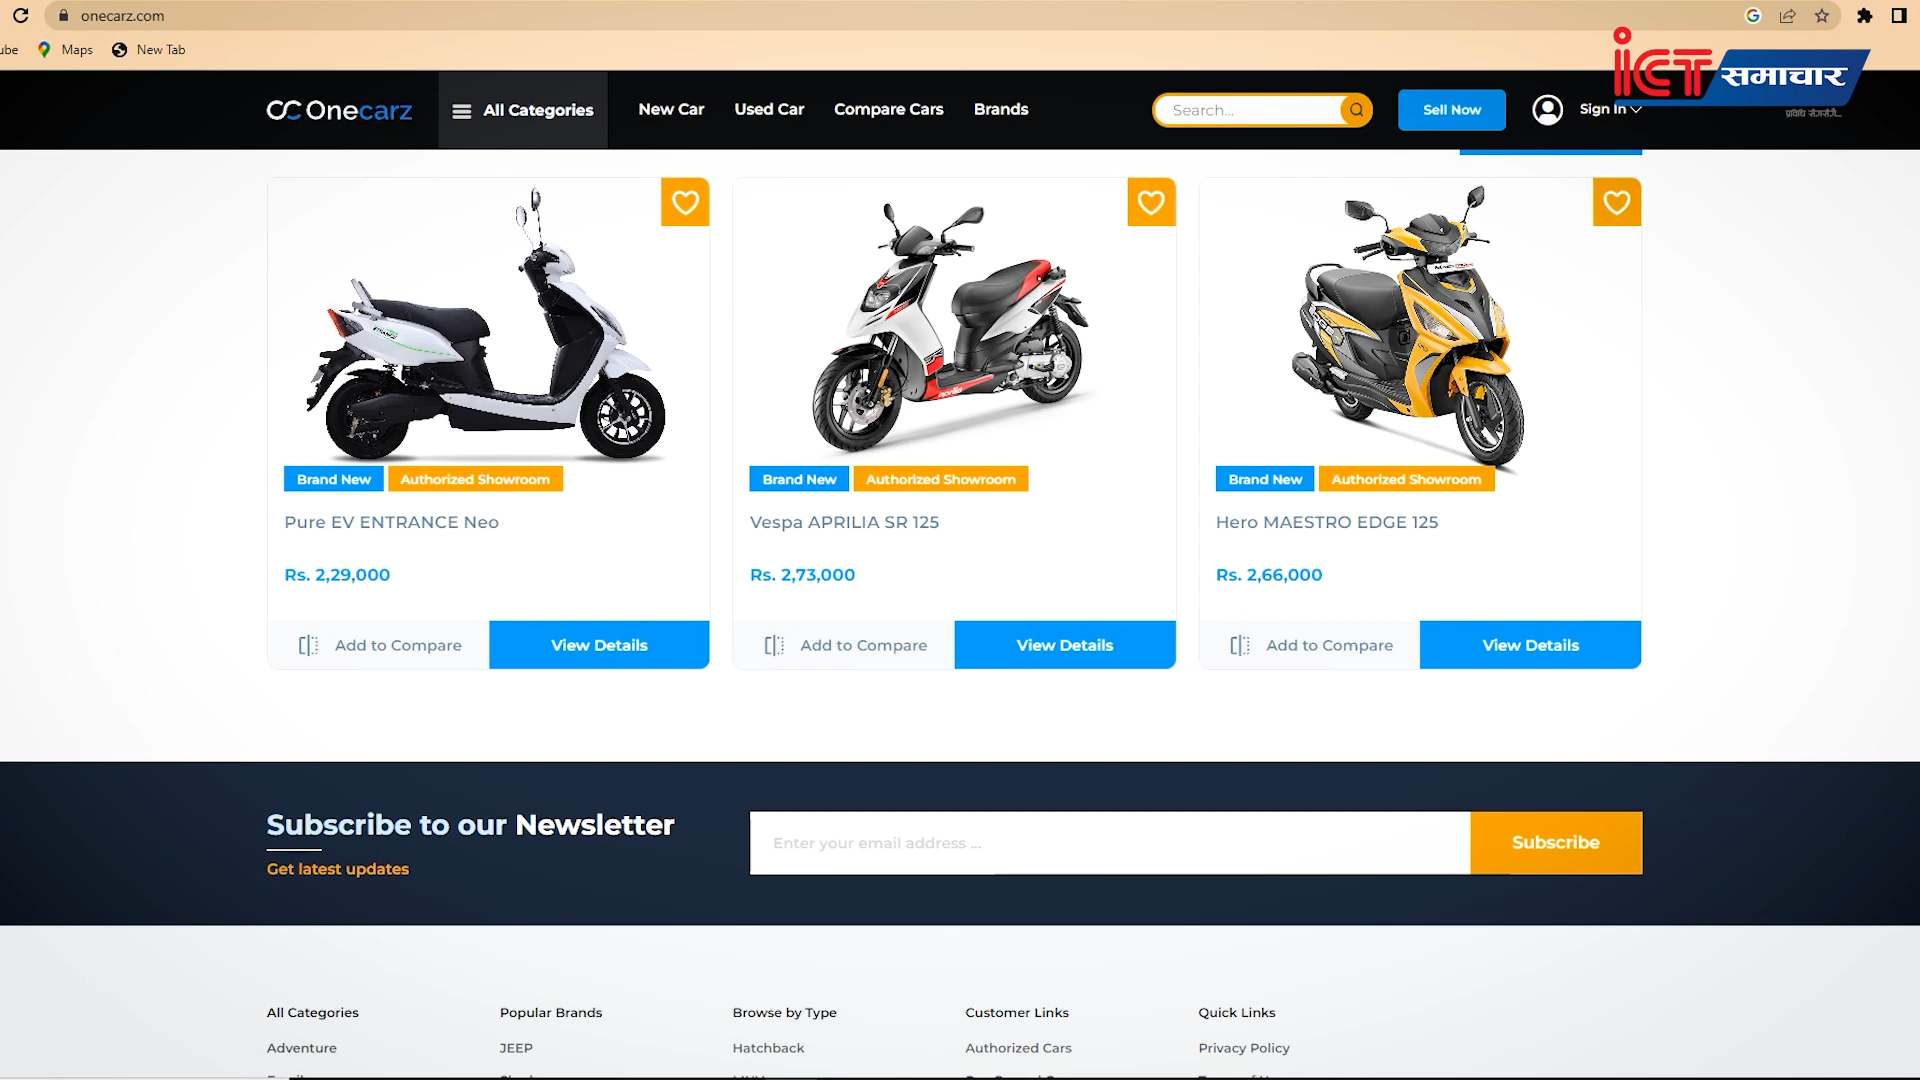 onecarz.com
ube Maps New Tab
iCT समाचार
Onecarz All Categories New Car Used Car Compare Cars Brands Search... Sell Now Sign In
Brand New Authorized Showroom
Pure EV ENTRANCE Neo
Rs. 2,29,000
Add to Compare View Details
Brand New Authorized Showroom
Vespa APRILIA SR 125
Rs. 2,73,000
Add to Compare View Details
Brand New Authorized Showroom
Hero MAESTRO EDGE 125
Rs. 2,66,000
Add to Compare View Details
Subscribe to our Newsletter
Get latest updates
Enter your email address ...
Subscribe
All Categories
Adventure
Popular Brands
JEEP
Browse by Type
Hatchback
Customer Links
Authorized Cars
Quick Links
Privacy Policy